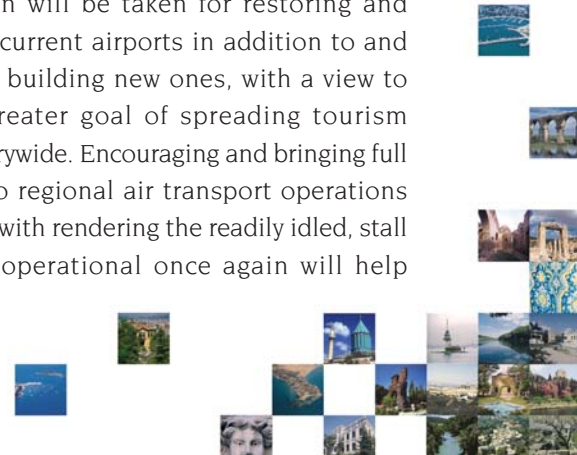 n will be taken for restoring and
current airports in addition to and
building new ones, with a view to
reater goal of spreading tourism
rywide. Encouraging and bringing full
o regional air transport operations
with rendering the readily idled, stall
operational once again will help